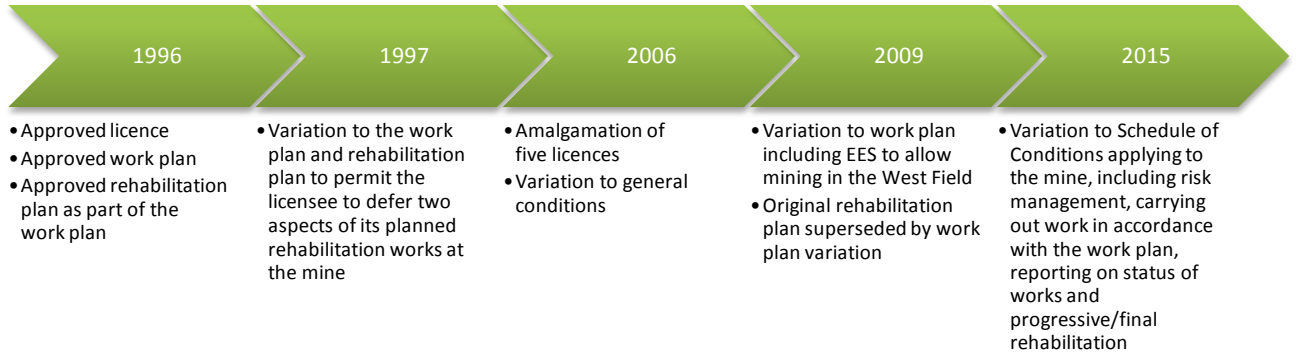 1996
1997
2006
2009
2015
•Approved licence
•Approved work plan
•Approved rehabilitation
plan as part of the
work plan
•Variation to the work
plan and rehabilitation
plan to permit the
licensee to defer two
aspects of its planned
rehabilitation works at
the mine
•Amalgamation of
five licences
•Variation to general
conditions
•Variation to work plan
including EES to allow
mining in the West Field
•Original rehabilitation
plan superseded by work
plan variation
•Variation to Schedule of
Conditions applying to
the mine, including risk
management, carrying
out work in accordance
with the work plan,
reporting on status of
works and
progressive/final
rehabilitation